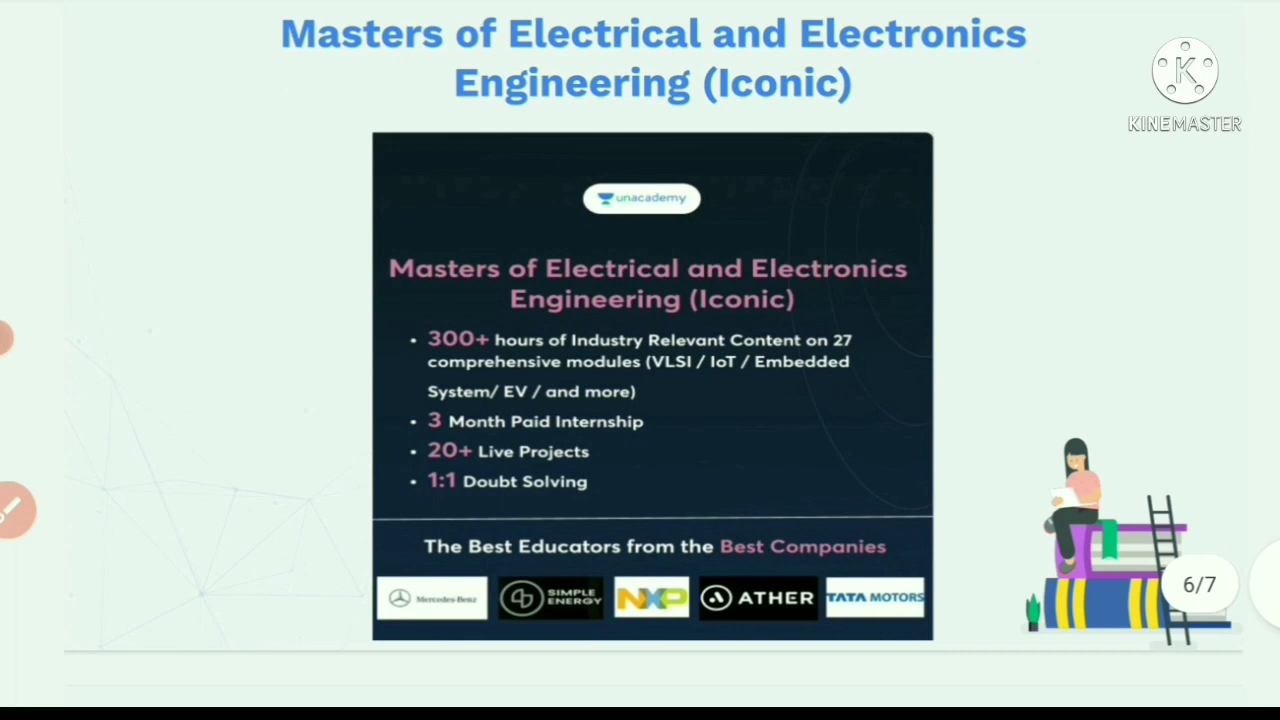 Masters of Electrical and Electronics
Engineering (Iconic)
KINEMASTER
unacademy
Masters of Electrical and Electronics
Engineering (Iconic)
• 300+ hours of Industry Relevant Content on 27
comprehensive modules (VLSI / IoT / Embedded
System/ EV / and more)
• 3 Month Paid Internship
• 20+ Live Projects
• 1:1 Doubt Solving
The Best Educators from the Best Companies
Mercedes-Benz
SIMPLE
ENERGY
NXP
ATHER
TATA MOTORS
6/7